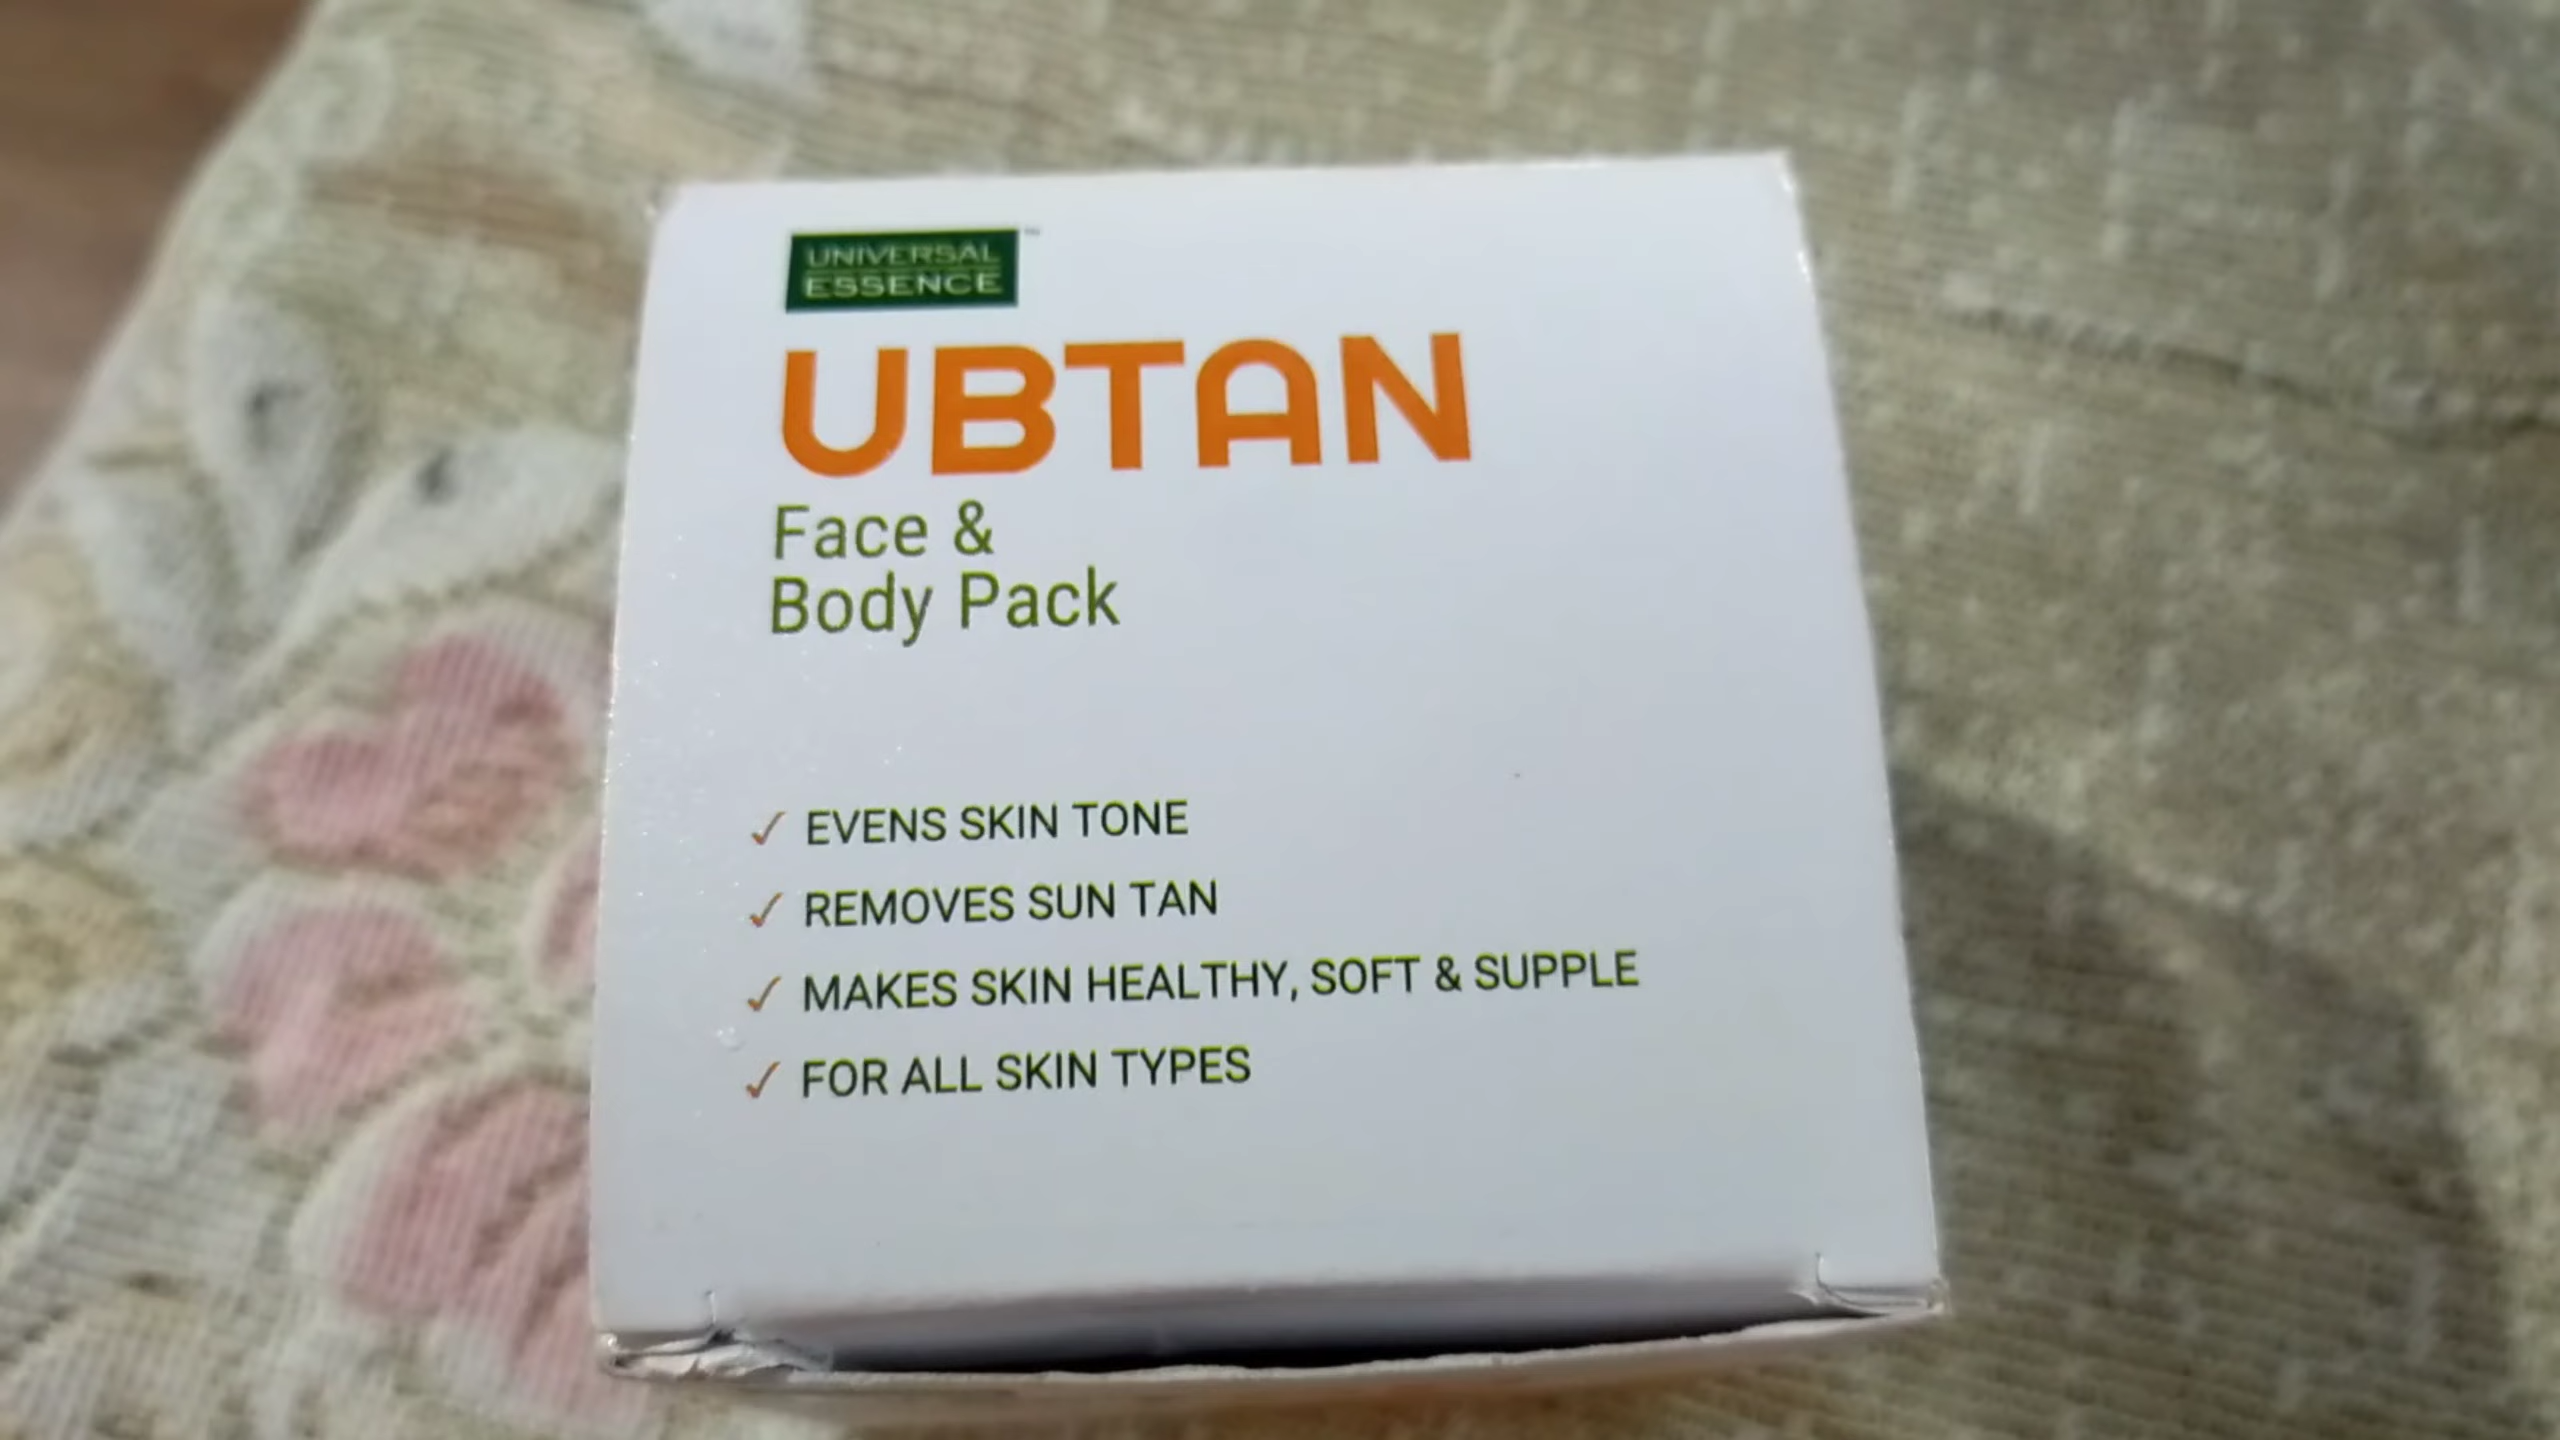 UNIVERSAL
ESSENCE
™
UBTAN
Face &
Body Pack
✓ EVENS SKIN TONE
✓ REMOVES SUN TAN
✓ MAKES SKIN HEALTHY, SOFT & SUPPLE
✓ FOR ALL SKIN TYPES